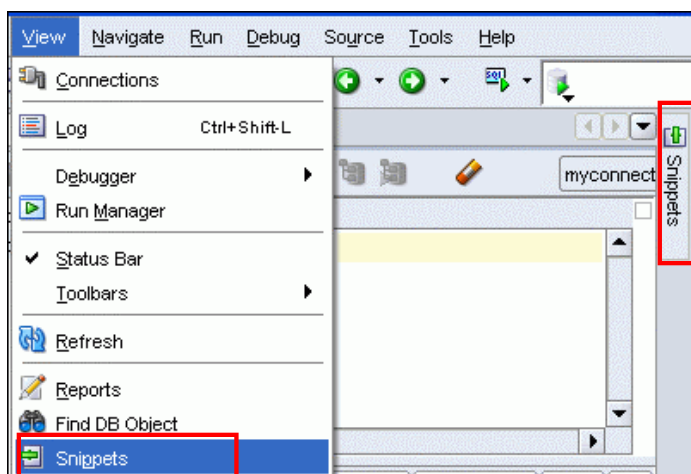 View Navigate Run Debug Source Tools Help
Connections
SQL
Log Ctrl+Shift-L
Snippets
Debugger
myconnect
Run Manager
Status Bar
Toolbars
Refresh
Reports
Find DB Object
Snippets